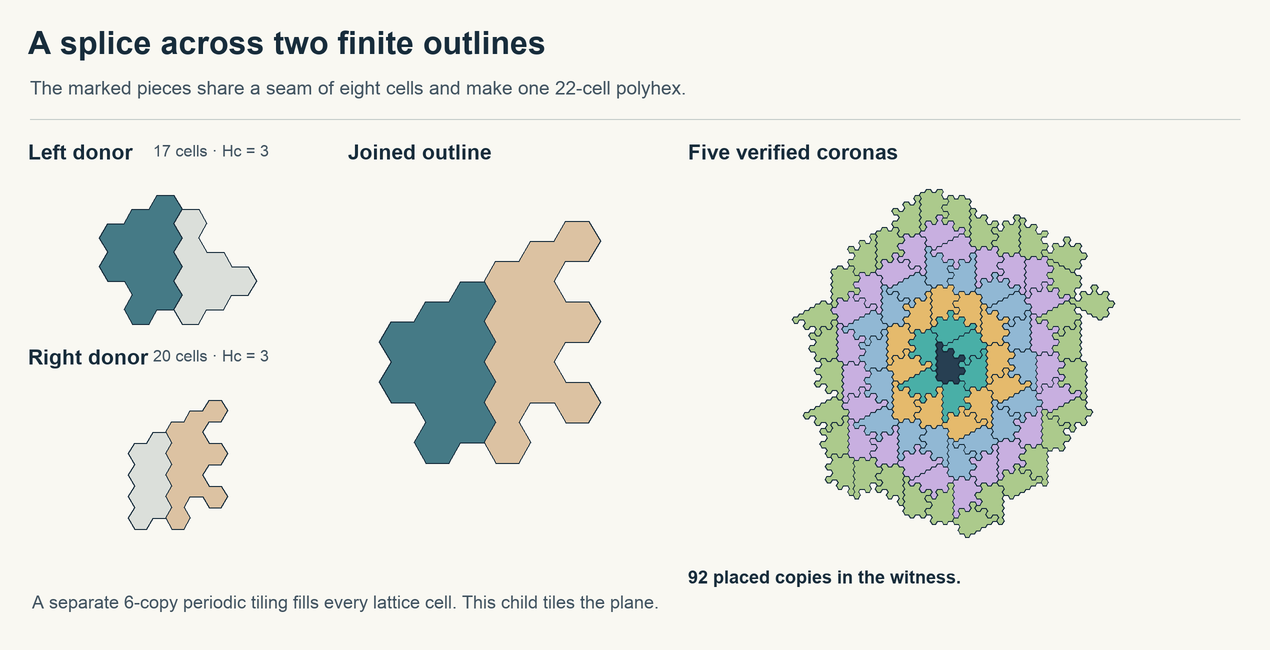 A splice across two finite outlines
The marked pieces share a seam of eight cells and make one 22-cell polyhex.
Left donor 17 cells · Hc = 3
Joined outline
Five verified coronas
Right donor 20 cells · Hc = 3
92 placed copies in the witness.
A separate 6-copy periodic tiling fills every lattice cell. This child tiles the plane.